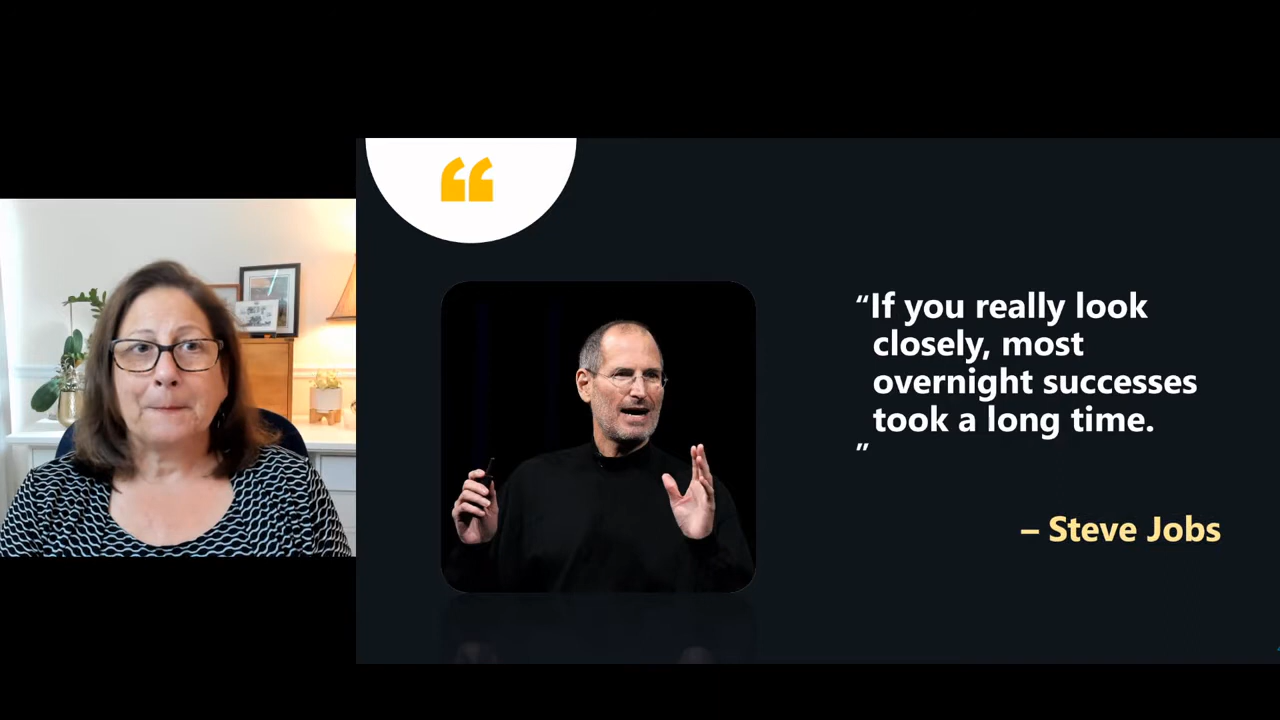 “
“If you really look
closely, most
overnight successes
took a long time.
”
– Steve Jobs